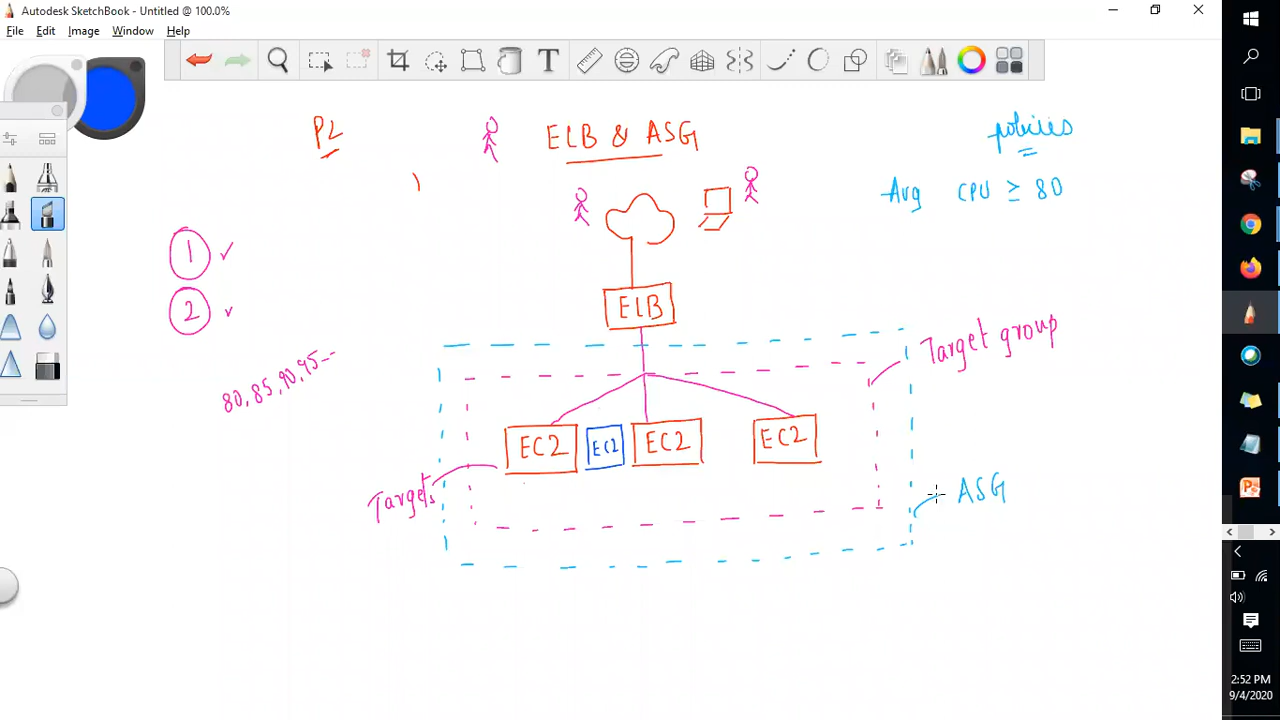 Autodesk SketchBook - Untitled @ 100.0%
File Edit Image Window Help
P2
ELB & ASG
policies
Avg CPU ≥ 80
1
2
ELB
Target group
80, 85, 90, 95--
EC2 EC2 EC2 EC2
Targets
ASG
2:52 PM
9/4/2020